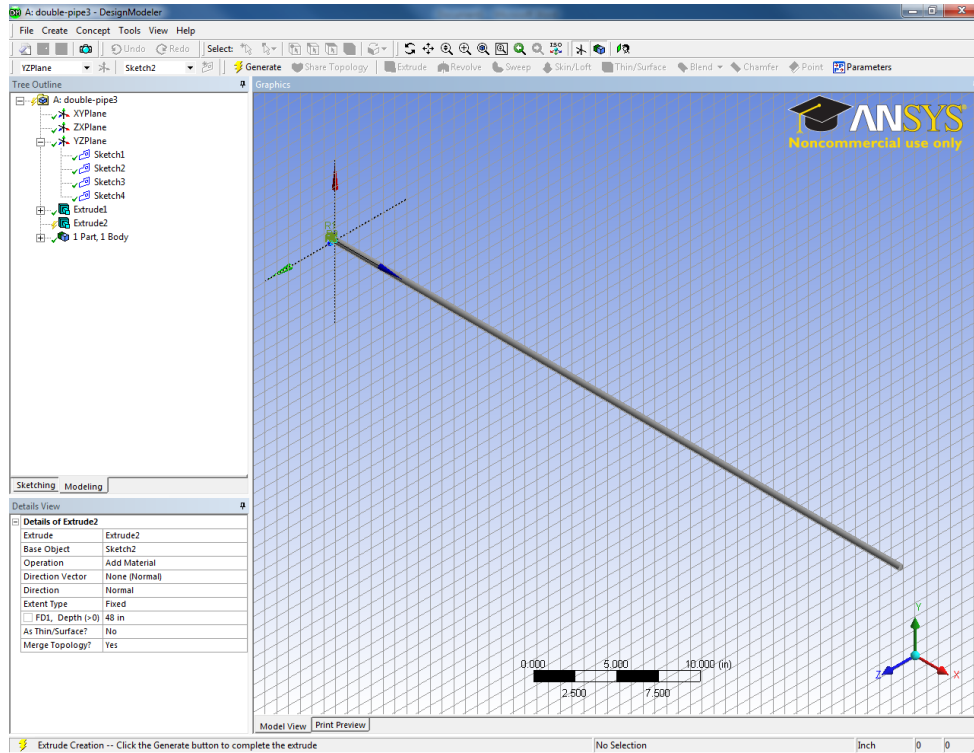 A: double-pipe3 - DesignModeler
File Create Concept Tools View Help
Undo Redo Select: ISO
YZPlane Sketch2 Generate Share Topology Extrude Revolve Sweep Skin/Loft Thin/Surface Blend Chamfer Point Parameters
Tree Outline
Graphics
A: double-pipe3
XYPlane
ZXPlane
YZPlane
Sketch1
Sketch2
Sketch3
Sketch4
Extrude1
Extrude2
1 Part, 1 Body
ANSYS
Noncommercial use only
Sketching Modeling
Details View
Details of Extrude2
Extrude Extrude2
Base Object Sketch2
Operation Add Material
Direction Vector None (Normal)
Direction Normal
Extent Type Fixed
FD1, Depth (>0) 48 in
As Thin/Surface? No
Merge Topology? Yes
0.000 5.000 10.000 (in)
2.500 7.500
Y
Z X
Model View Print Preview
Extrude Creation -- Click the Generate button to complete the extrude No Selection Inch 0 0